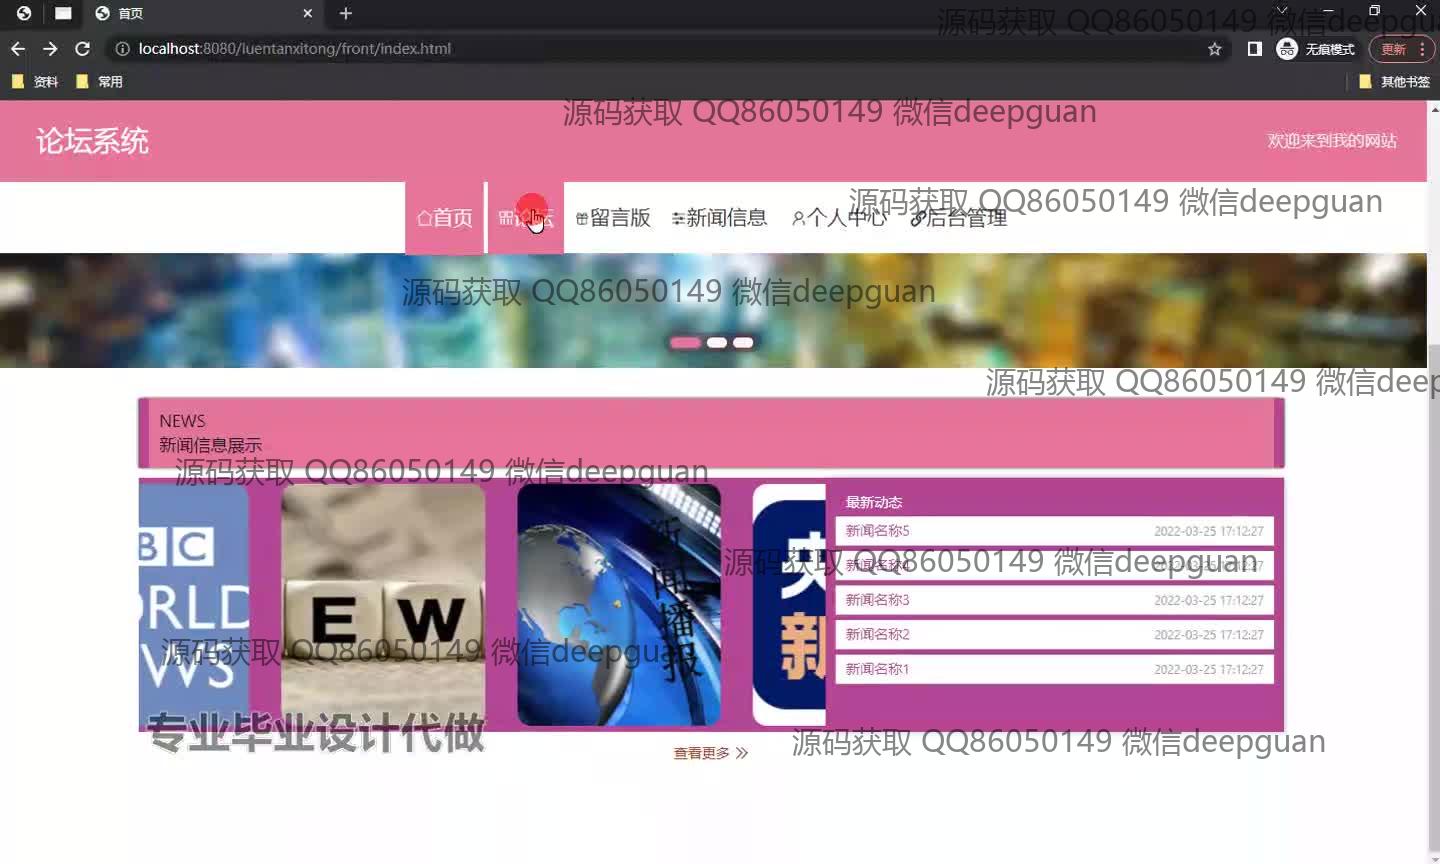 首页
localhost:8080/luentanxitong/front/index.html
无痕模式
更新
资料
常用
其他书签
源码获取 QQ86050149 微信deepgua
源码获取 QQ86050149 微信deepguan
论坛系统
欢迎来到我的网站
首页
论坛
留言版
新闻信息
个人中心
后台管理
源码获取 QQ86050149 微信deepguan
源码获取 QQ86050149 微信deepguan
源码获取 QQ86050149 微信deep
NEWS
新闻信息展示
源码获取 QQ86050149 微信deepguan
BBC
ORLD
WS
EW
新闻播报
央
新
最新动态
新闻名称5 2022-03-25 17:12:27
新闻名称4 2022-03-25 17:12:27
新闻名称3 2022-03-25 17:12:27
新闻名称2 2022-03-25 17:12:27
新闻名称1 2022-03-25 17:12:27
源码获取 QQ86050149 微信deepguan
源码获取 QQ86050149 微信deepguan
专业毕业设计代做
查看更多
源码获取 QQ86050149 微信deepguan